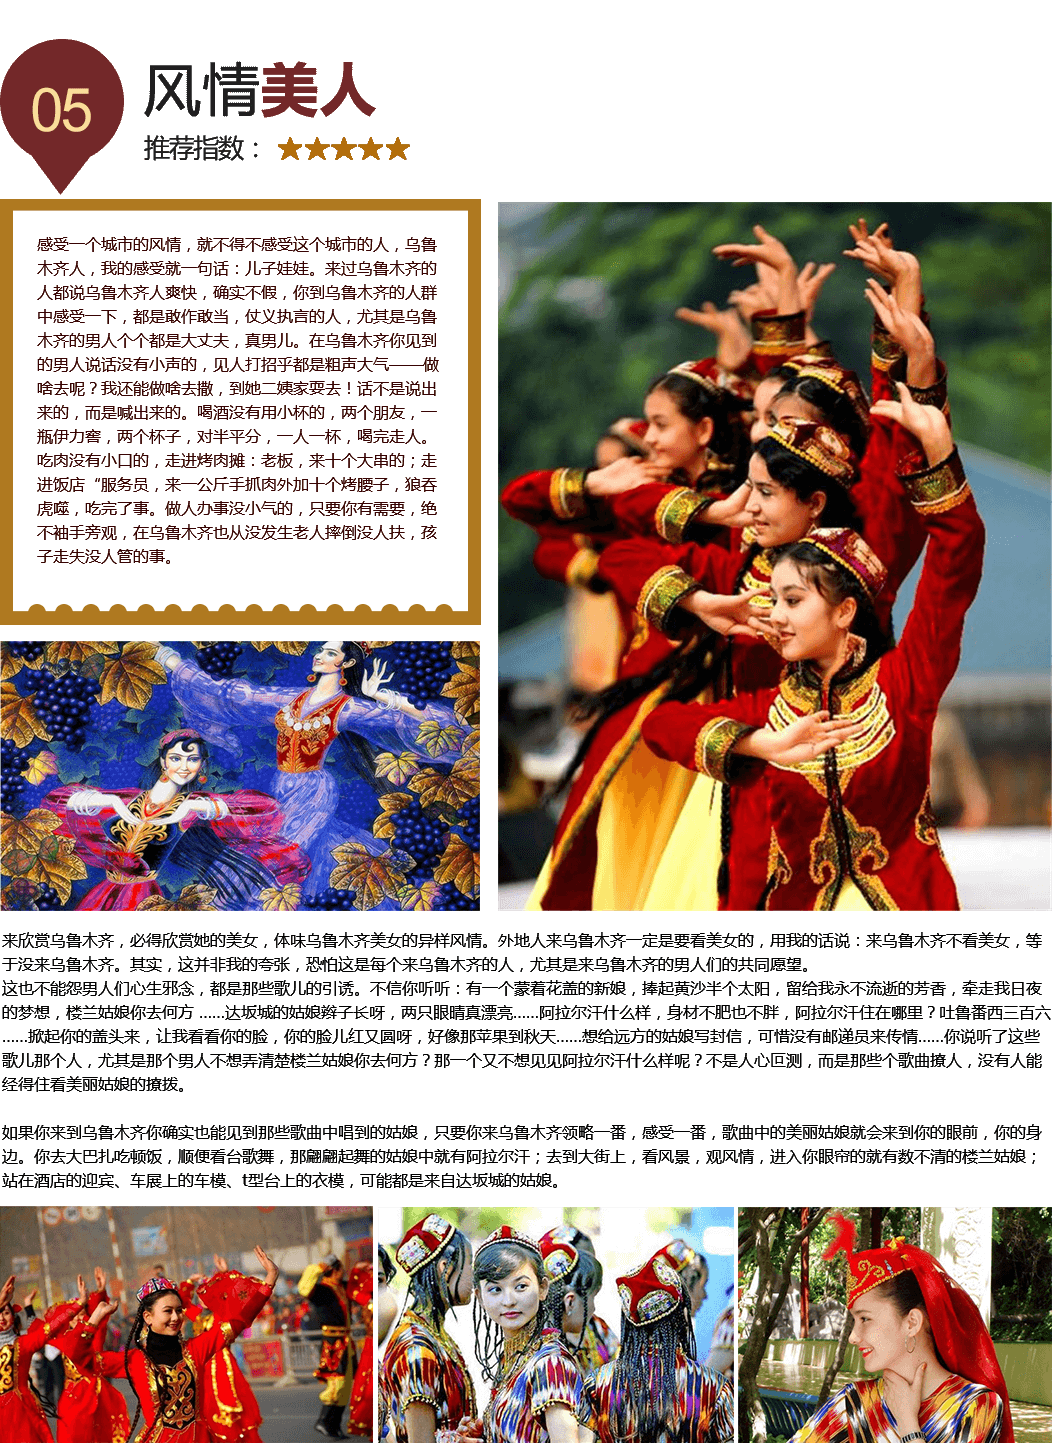 05
风情美人
推荐指数：
感受一个城市的风情，就不得不感受这个城市的人，乌鲁
木齐人，我的感受就一句话：儿子娃娃。来过乌鲁木齐的
人都说乌鲁木齐人爽快，确实不假，你到乌鲁木齐的人群
中感受一下，都是敢作敢当，仗义执言的人，尤其是乌鲁
木齐的男人个个都是大丈夫，真男儿。在乌鲁木齐你见到
的男人说话没有小声的，见人打招乎都是粗声大气——做
啥去呢？我还能做啥去撒，到她二姨家耍去！话不是说出
来的，而是喊出来的。喝酒没有用小杯的，两个朋友，一
瓶伊力窖，两个杯子，对半平分，一人一杯，喝完走人。
吃肉没有小口的，走进烤肉摊：老板，来十个大串的；走
进饭店“服务员，来一公斤手抓肉外加十个烤腰子，狼吞
虎噬，吃完了事。做人办事没小气的，只要你有需要，绝
不袖手旁观，在乌鲁木齐也从没发生老人摔倒没人扶，孩
子走失没人管的事。
来欣赏乌鲁木齐，必得欣赏她的美女，体味乌鲁木齐美女的异样风情。外地人来乌鲁木齐一定是要看美女的，用我的话说：来乌鲁木齐不看美女，等
于没来乌鲁木齐。其实，这并非我的夸张，恐怕这是每个来乌鲁木齐的人，尤其是来乌鲁木齐的男人们的共同愿望。
这也不能怨男人们心生邪念，都是那些歌儿的引诱。不信你听听：有一个蒙着花盖的新娘，捧起黄沙半个太阳，留给我永不流逝的芳香，牵走我日夜
的梦想，楼兰姑娘你去何方 ......达坂城的姑娘辫子长呀，两只眼睛真漂亮......阿拉尔汗什么样，身材不肥也不胖，阿拉尔汗住在哪里？吐鲁番西三百六
......掀起你的盖头来，让我看看你的脸，你的脸儿红又圆呀，好像那苹果到秋天......想给远方的姑娘写封信，可惜没有邮递员来传情......你说听了这些
歌儿那个人，尤其是那个男人不想弄清楚楼兰姑娘你去何方？那一个又不想见见阿拉尔汗什么样呢？不是人心叵测，而是那些个歌曲撩人，没有人能
经得住看美丽姑娘的撩拨。
如果你来到乌鲁木齐你确实也能见到那些歌曲中唱到的姑娘，只要你来乌鲁木齐领略一番，感受一番，歌曲中的美丽姑娘就会来到你的眼前，你的身
边。你去大巴扎吃顿饭，顺便看台歌舞，那翩翩起舞的姑娘中就有阿拉尔汗；去到大街上，看风景，观风情，进入你眼帘的就有数不清的楼兰姑娘；
站在酒店的迎宾、车展上的车模、t型台上的衣模，可能都是来自达坂城的姑娘。